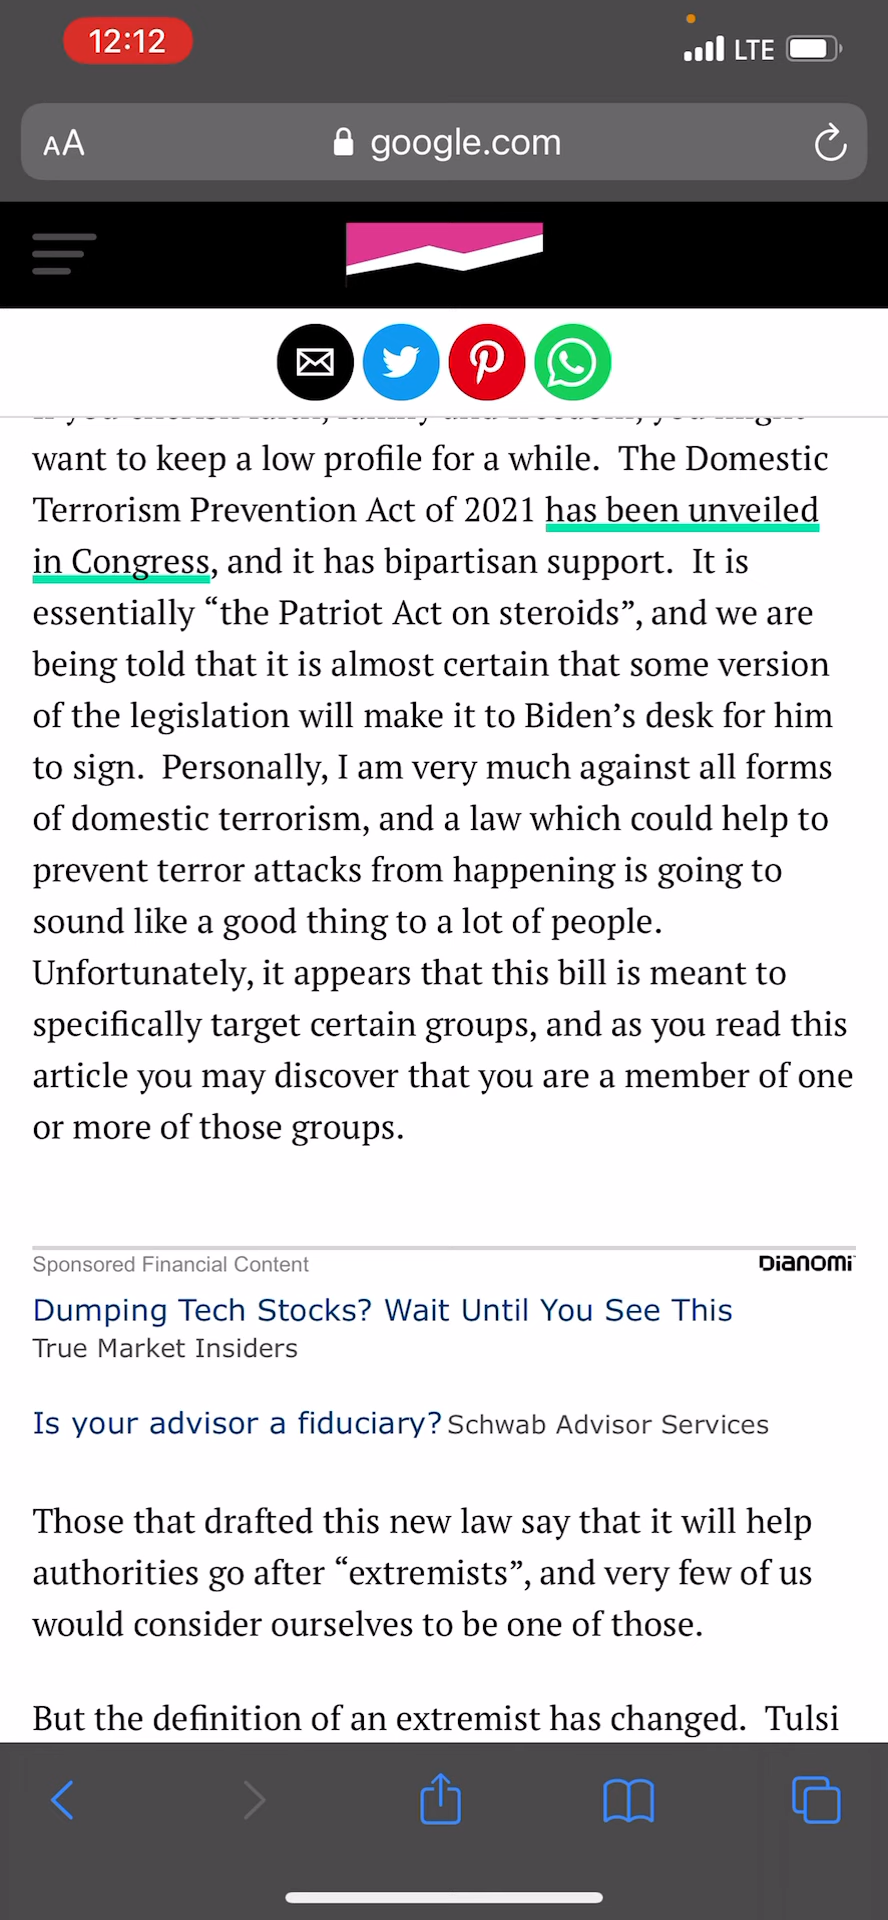 12:12
LTE
AA
google.com
want to keep a low profile for a while.  The Domestic
Terrorism Prevention Act of 2021 has been unveiled
in Congress, and it has bipartisan support.  It is
essentially “the Patriot Act on steroids”, and we are
being told that it is almost certain that some version
of the legislation will make it to Biden’s desk for him
to sign.  Personally, I am very much against all forms
of domestic terrorism, and a law which could help to
prevent terror attacks from happening is going to
sound like a good thing to a lot of people.
Unfortunately, it appears that this bill is meant to
specifically target certain groups, and as you read this
article you may discover that you are a member of one
or more of those groups.
Sponsored Financial Content
Dianomi
Dumping Tech Stocks? Wait Until You See This
True Market Insiders
Is your advisor a fiduciary? Schwab Advisor Services
Those that drafted this new law say that it will help
authorities go after “extremists”, and very few of us
would consider ourselves to be one of those.
But the definition of an extremist has changed.  Tulsi